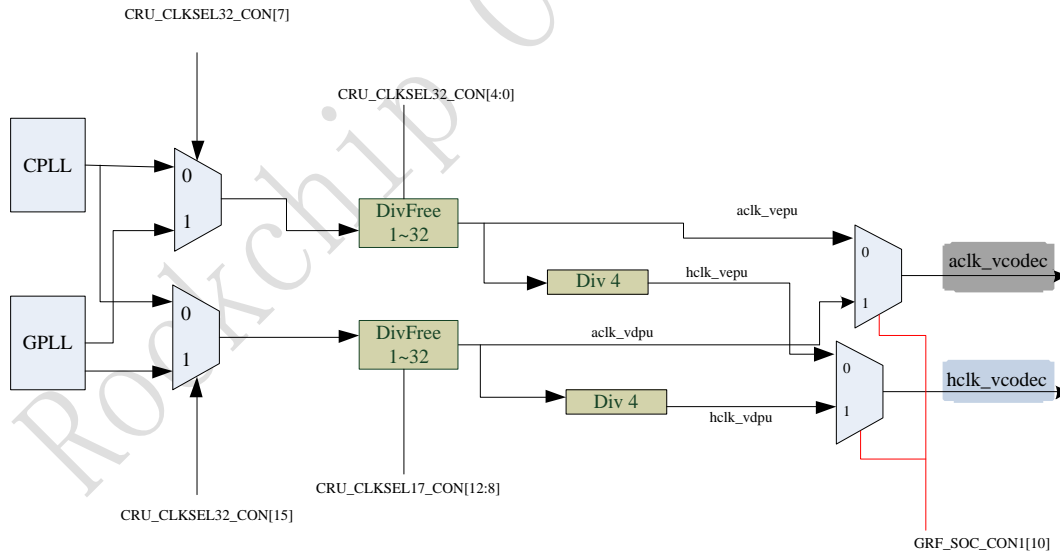 CRU_CLKSEL32_CON[7]
CRU_CLKSEL32_CON[4:0]
CPLL
0
1
DivFree
1~32
aclk_vepu
0
1
aclk_vcodec
Div 4
hclk_vepu
GPLL
0
1
DivFree
1~32
aclk_vdpu
0
1
hclk_vcodec
Div 4
hclk_vdpu
CRU_CLKSEL17_CON[12:8]
CRU_CLKSEL32_CON[15]
GRF_SOC_CON1[10]
Rockchip